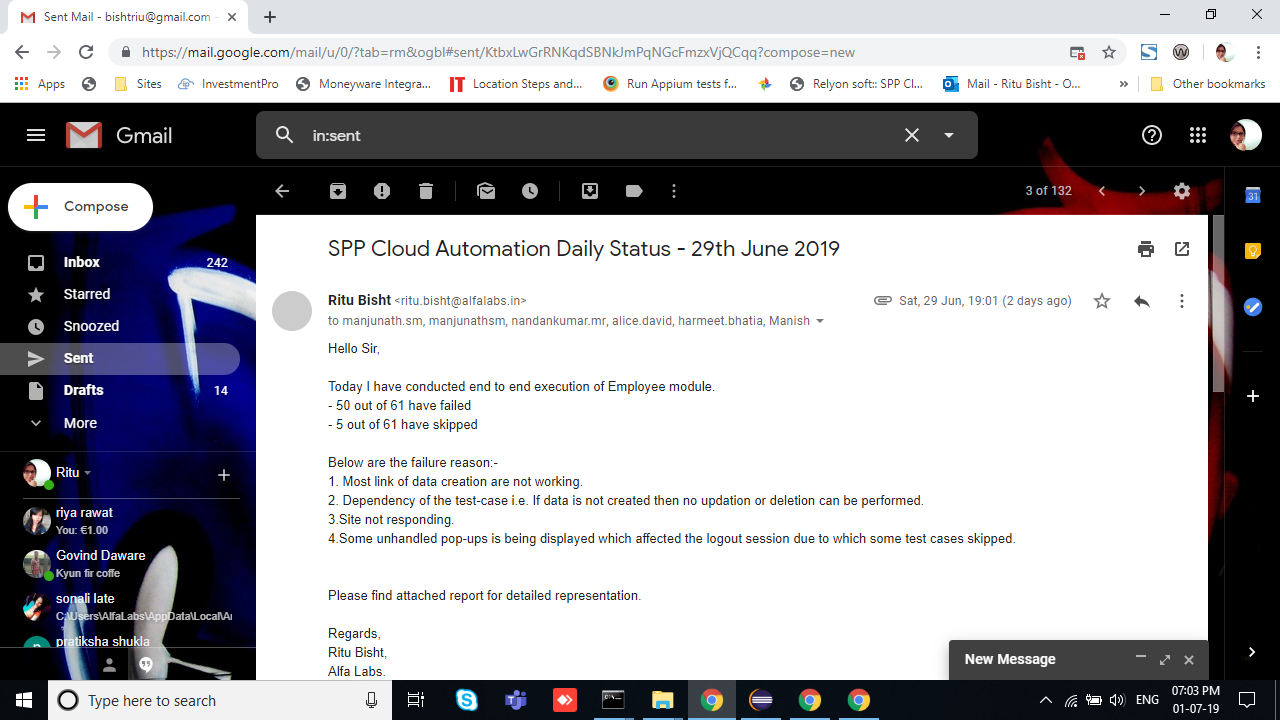 Sent Mail - bishtriu@gmail.com
https://mail.google.com/mail/u/0/?tab=rm&ogbl#sent/KtbxLwGrRNKqdSBNkJmPqNGcFmzxVjQCqq?compose=new
Apps
Sites
InvestmentPro
Moneyware Integra...
Location Steps and...
Run Appium tests f...
Relyon soft:: SPP Cl...
Mail - Ritu Bisht - O...
»
Other bookmarks
Gmail
in:sent
Compose
3 of 132
31
Inbox 242
Starred
Snoozed
Sent
Drafts 14
More
SPP Cloud Automation Daily Status - 29th June 2019
Ritu Bisht <ritu.bisht@alfalabs.in> Sat, 29 Jun, 19:01 (2 days ago)
to manjunath.sm, manjunathsm, nandankumar.mr, alice.david, harmeet.bhatia, Manish
Hello Sir,
Today I have conducted end to end execution of Employee module.
- 50 out of 61 have failed
- 5 out of 61 have skipped
Below are the failure reason:-
1. Most link of data creation are not working.
2. Dependency of the test-case i.e. If data is not created then no updation or deletion can be performed.
3.Site not responding.
4.Some unhandled pop-ups is being displayed which affected the logout session due to which some test cases skipped.
Please find attached report for detailed representation.
Regards,
Ritu Bisht,
Alfa Labs.
Ritu
riya rawat
You: €1.00
Govind Daware
Kyun fir coffe
sonali late
C:\Users\AlfaLabs\AppData\Local\A
pratiksha shukla
New Message
Type here to search
ENG
07:03 PM
01-07-19